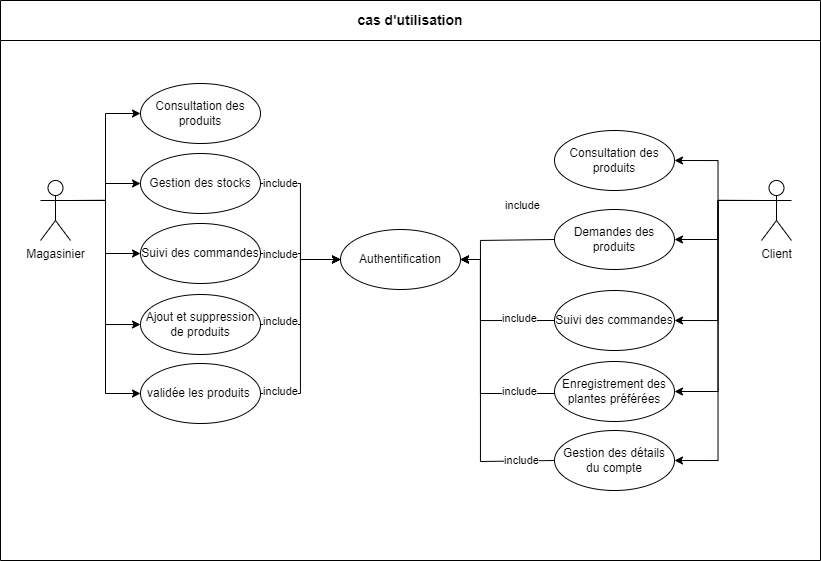 cas d'utilisation
Consultation des
produits
Gestion des stocks
include
Magasinier
Suivi des commandes
include
Ajout et suppression
de produits
include
validée les produits
include
Authentification
Consultation des
produits
include
Demandes des
produits
Client
include
Suivi des commandes
include
Enregistrement des
plantes préférées
include
Gestion des détails
du compte